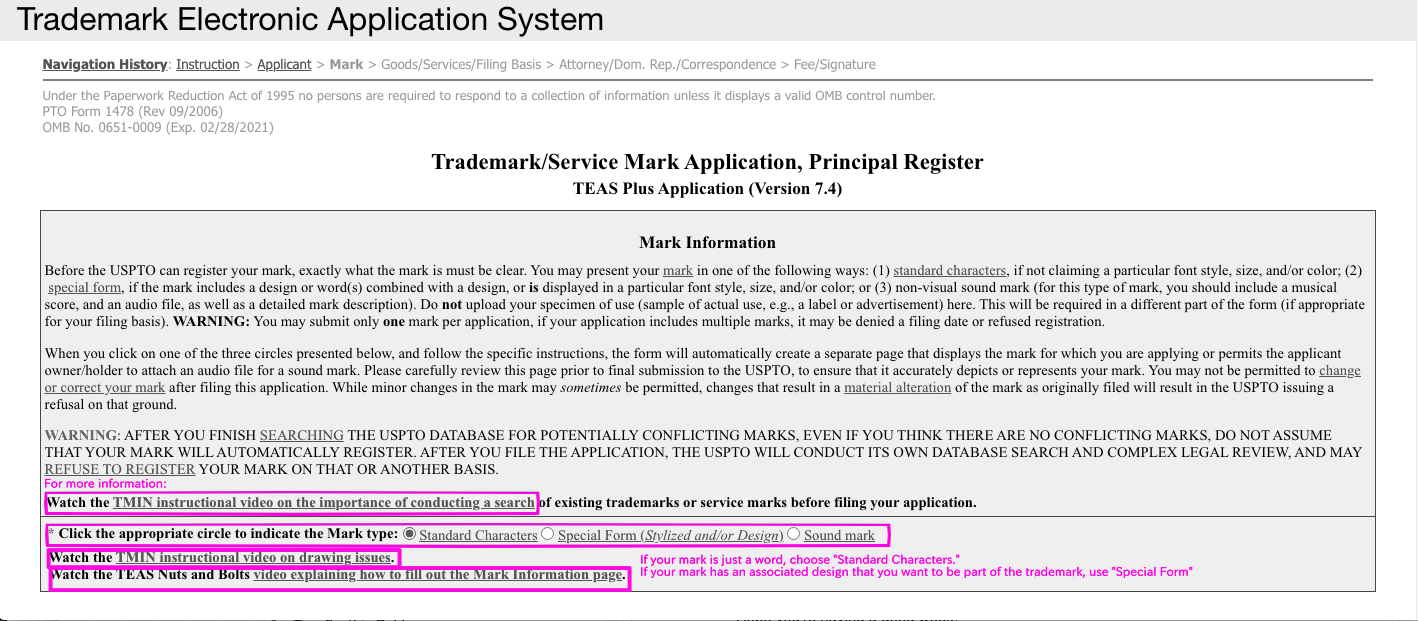 Trademark Electronic Application System
Navigation History: Instruction > Applicant > Mark > Goods/Services/Filing Basis > Attorney/Dom. Rep./Correspondence > Fee/Signature
Under the Paperwork Reduction Act of 1995 no persons are required to respond to a collection of information unless it displays a valid OMB control number.
PTO Form 1478 (Rev 09/2006)
OMB No. 0651-0009 (Exp. 02/28/2021)
Trademark/Service Mark Application, Principal Register
TEAS Plus Application (Version 7.4)
Mark Information
Before the USPTO can register your mark, exactly what the mark is must be clear. You may present your mark in one of the following ways: (1) standard characters, if not claiming a particular font style, size, and/or color; (2)
special form, if the mark includes a design or word(s) combined with a design, or is displayed in a particular font style, size, and/or color; or (3) non-visual sound mark (for this type of mark, you should include a musical
score, and an audio file, as well as a detailed mark description). Do not upload your specimen of use (sample of actual use, e.g., a label or advertisement) here. This will be required in a different part of the form (if appropriate
for your filing basis). WARNING: You may submit only one mark per application, if your application includes multiple marks, it may be denied a filing date or refused registration.
When you click on one of the three circles presented below, and follow the specific instructions, the form will automatically create a separate page that displays the mark for which you are applying or permits the applicant
owner/holder to attach an audio file for a sound mark. Please carefully review this page prior to final submission to the USPTO, to ensure that it accurately depicts or represents your mark. You may not be permitted to change
or correct your mark after filing this application. While minor changes in the mark may sometimes be permitted, changes that result in a material alteration of the mark as originally filed will result in the USPTO issuing a
refusal on that ground.
WARNING: AFTER YOU FINISH SEARCHING THE USPTO DATABASE FOR POTENTIALLY CONFLICTING MARKS, EVEN IF YOU THINK THERE ARE NO CONFLICTING MARKS, DO NOT ASSUME
THAT YOUR MARK WILL AUTOMATICALLY REGISTER. AFTER YOU FILE THE APPLICATION, THE USPTO WILL CONDUCT ITS OWN DATABASE SEARCH AND COMPLEX LEGAL REVIEW, AND MAY
REFUSE TO REGISTER YOUR MARK ON THAT OR ANOTHER BASIS.
For more information:
Watch the TMIN instructional video on the importance of conducting a search of existing trademarks or service marks before filing your application.
* Click the appropriate circle to indicate the Mark type: Standard Characters Special Form (Stylized and/or Design) Sound mark
Watch the TMIN instructional video on drawing issues.
Watch the TEAS Nuts and Bolts video explaining how to fill out the Mark Information page.
If your mark is just a word, choose "Standard Characters."
If your mark has an associated design that you want to be part of the trademark, use "Special Form"